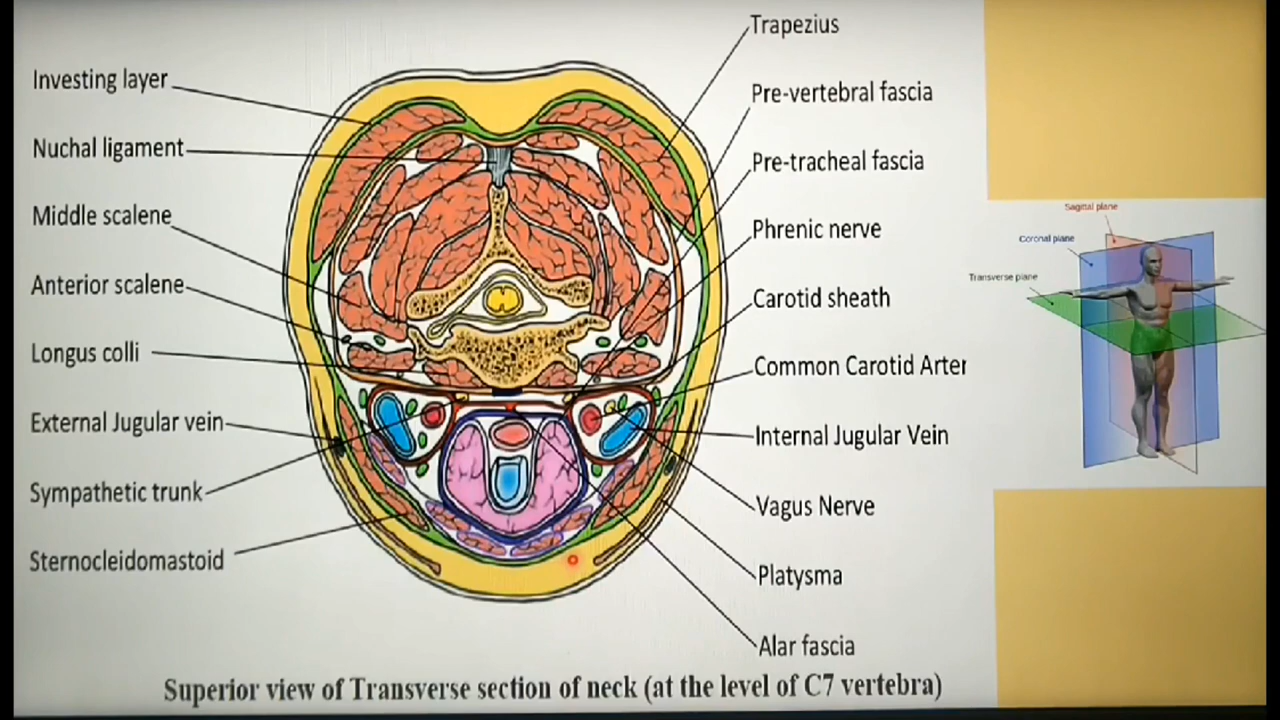 Investing layer
Nuchal ligament
Middle scalene
Anterior scalene
Longus colli
External Jugular vein
Sympathetic trunk
Sternocleidomastoid
Trapezius
Pre-vertebral fascia
Pre-tracheal fascia
Phrenic nerve
Carotid sheath
Common Carotid Arter
Internal Jugular Vein
Vagus Nerve
Platysma
Alar fascia
Sagittal plane
Coronal plane
Transverse plane
Superior view of Transverse section of neck (at the level of C7 vertebra)